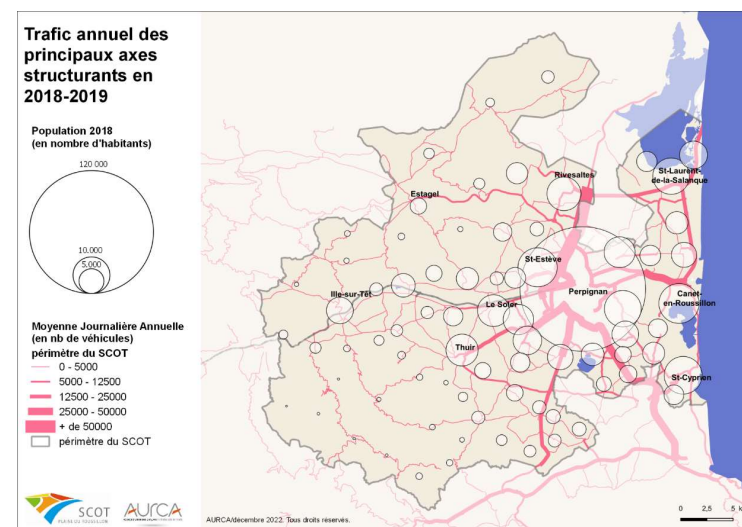 Trafic annuel des
principaux axes
structurants en
2018-2019
Population 2018
(en nombre d'habitants)
120 000
10.000
5.000
Moyenne Journalière Annuelle
(en nb de véhicules)
périmètre du SCOT
0 - 5000
5000 - 12500
12500 - 25000
25000 - 50000
+ de 50000
périmètre du SCOT
SCOT
AURCA
Rivesaltes
St-Laurent-
de-la-Salanque
Estagel
St-Estève
Ille-sur-Têt
Le Soler
Perpignan
Canet-
en-Roussillon
Thuir
St-Cyprien
AURCA/décembre 2022. Tous droits réservés.
0 2,5 5 k